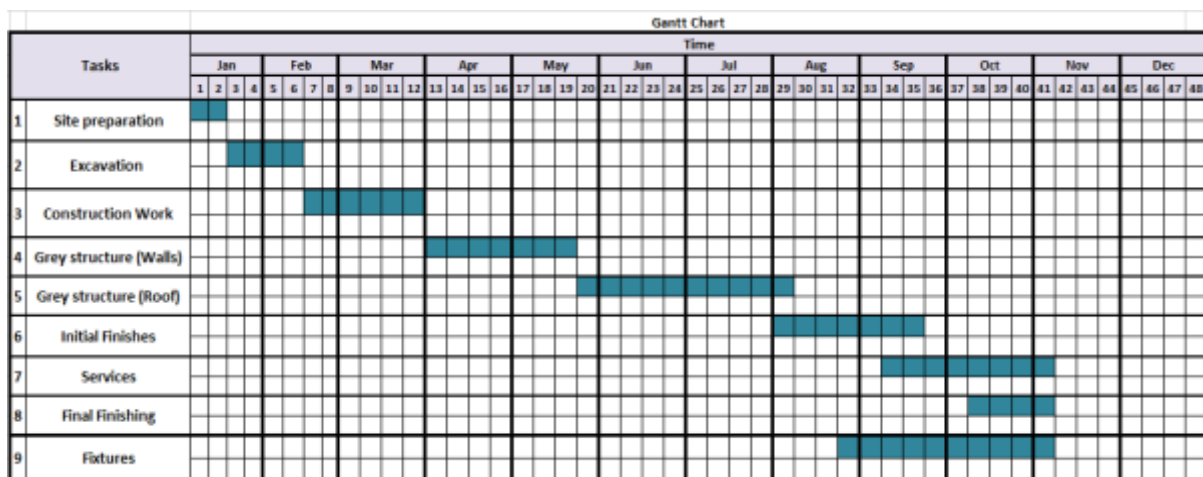 Gantt Chart
Tasks
Time
Jan Feb Mar Apr May Jun Jul Aug Sep Oct Nov Dec
1 2 3 4 5 6 7 8 9 10 11 12 13 14 15 16 17 18 19 20 21 22 23 24 25 26 27 28 29 30 31 32 33 34 35 36 37 38 39 40 41 42 43 44 45 46 47 48
1 Site preparation
2 Excavation
3 Construction Work
4 Grey structure (Walls)
5 Grey structure (Roof)
6 Initial Finishes
7 Services
8 Final Finishing
9 Fixtures